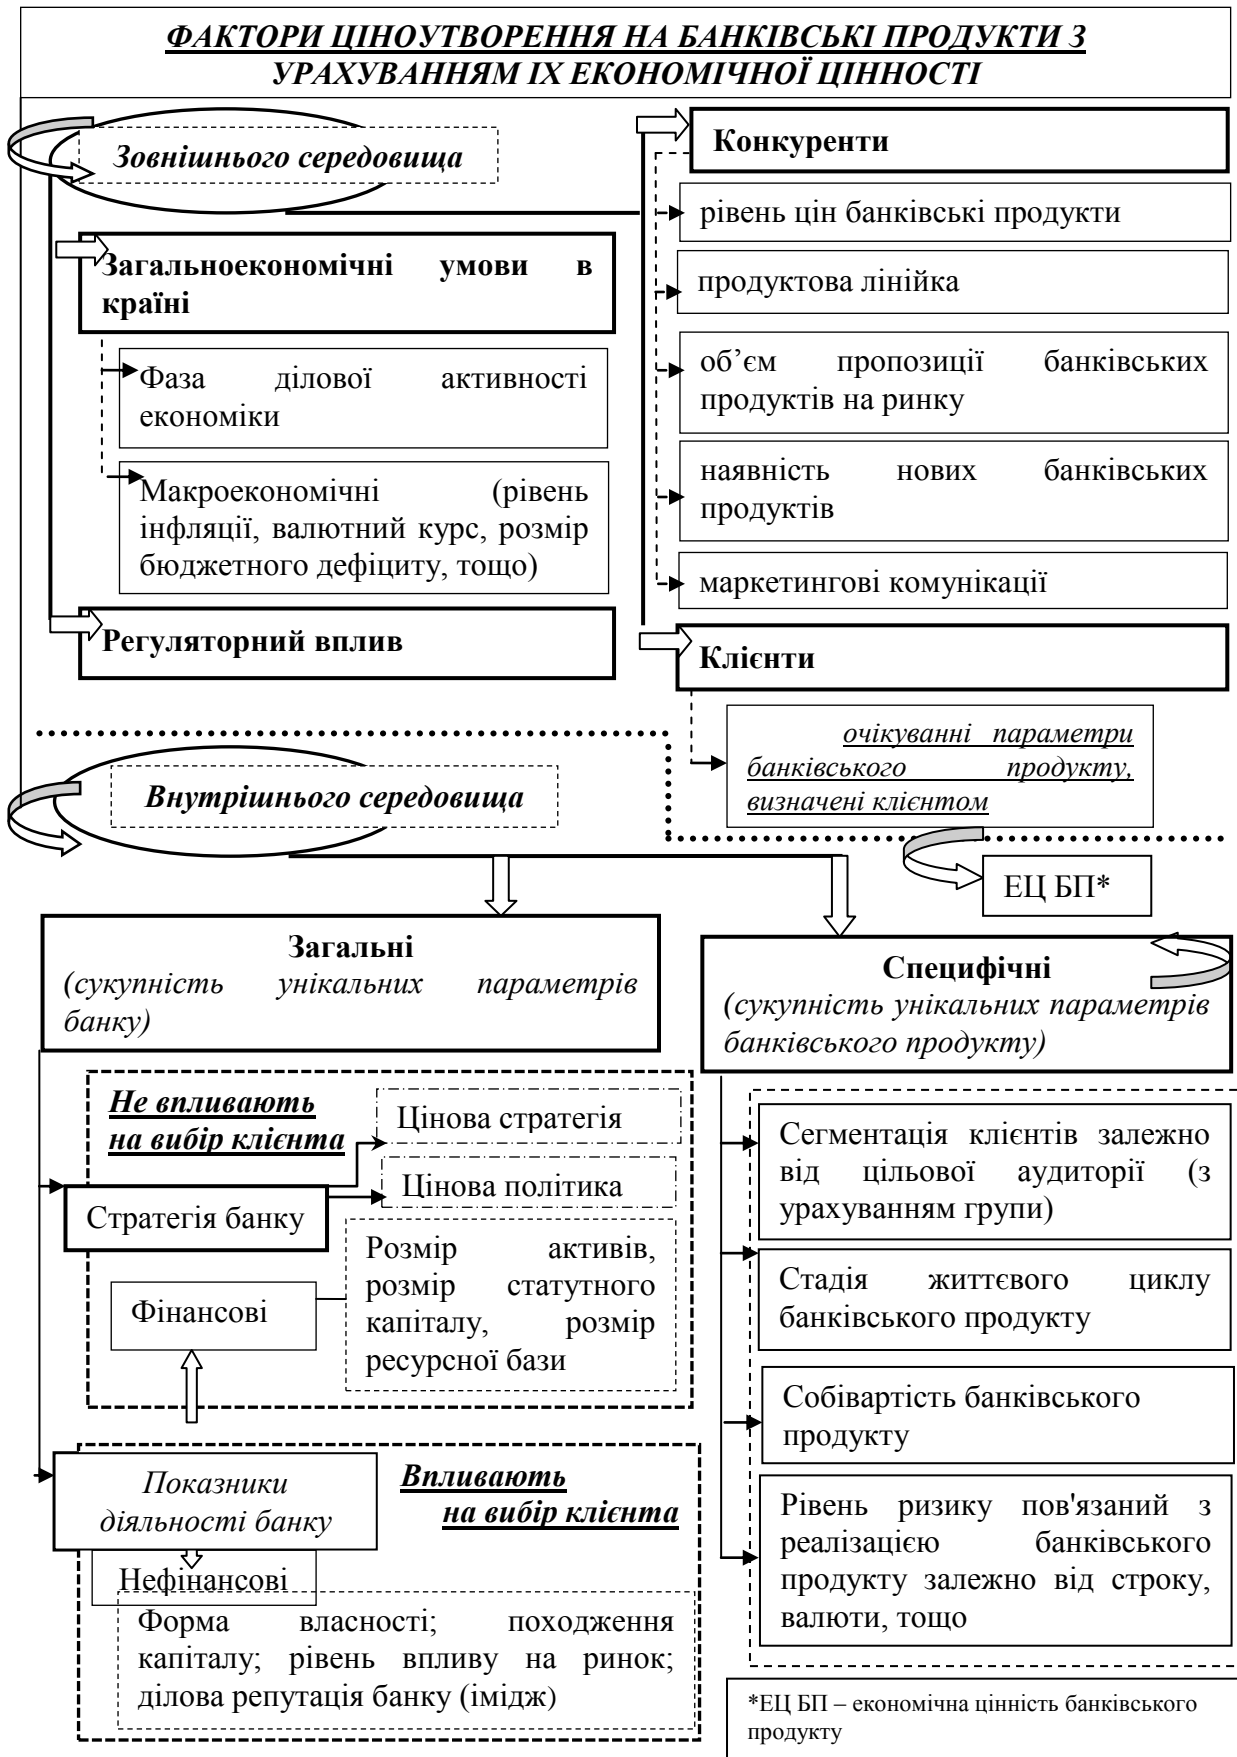 ФАКТОРИ ЦІНОУТВОРЕННЯ НА БАНКІВСЬКІ ПРОДУКТИ З
УРАХУВАННЯМ ІХ ЕКОНОМІЧНОЇ ЦІННОСТІ
Зовнішнього середовища
Загальноекономічні умови в
країні
Фаза ділової активності
економіки
Макроекономічні (рівень
інфляції, валютний курс, розмір
бюджетного дефіциту, тощо)
Регуляторний вплив
Конкуренти
рівень цін банківські продукти
продуктова лінійка
об’єм пропозиції банківських
продуктів на ринку
наявність нових банківських
продуктів
маркетингові комунікації
Клієнти
очікуванні параметри
банківського продукту,
визначені клієнтом
Внутрішнього середовища
ЕЦ БП*
Загальні
(сукупність унікальних параметрів
банку)
Не впливають
на вибір клієнта
Цінова стратегія
Цінова політика
Стратегія банку
Розмір активів,
розмір статутного
капіталу, розмір
ресурсної бази
Фінансові
Показники
діяльності банку
Впливають
на вибір клієнта
Нефінансові
Форма власності; походження
капіталу; рівень впливу на ринок;
ділова репутація банку (імідж)
Специфічні
(сукупність унікальних параметрів
банківського продукту)
Сегментація клієнтів залежно
від цільової аудиторії (з
урахуванням групи)
Стадія життєвого циклу
банківського продукту
Собівартість банківського
продукту
Рівень ризику пов'язаний з
реалізацією банківського
продукту залежно від строку,
валюти, тощо
*ЕЦ БП – економічна цінність банківського
продукту